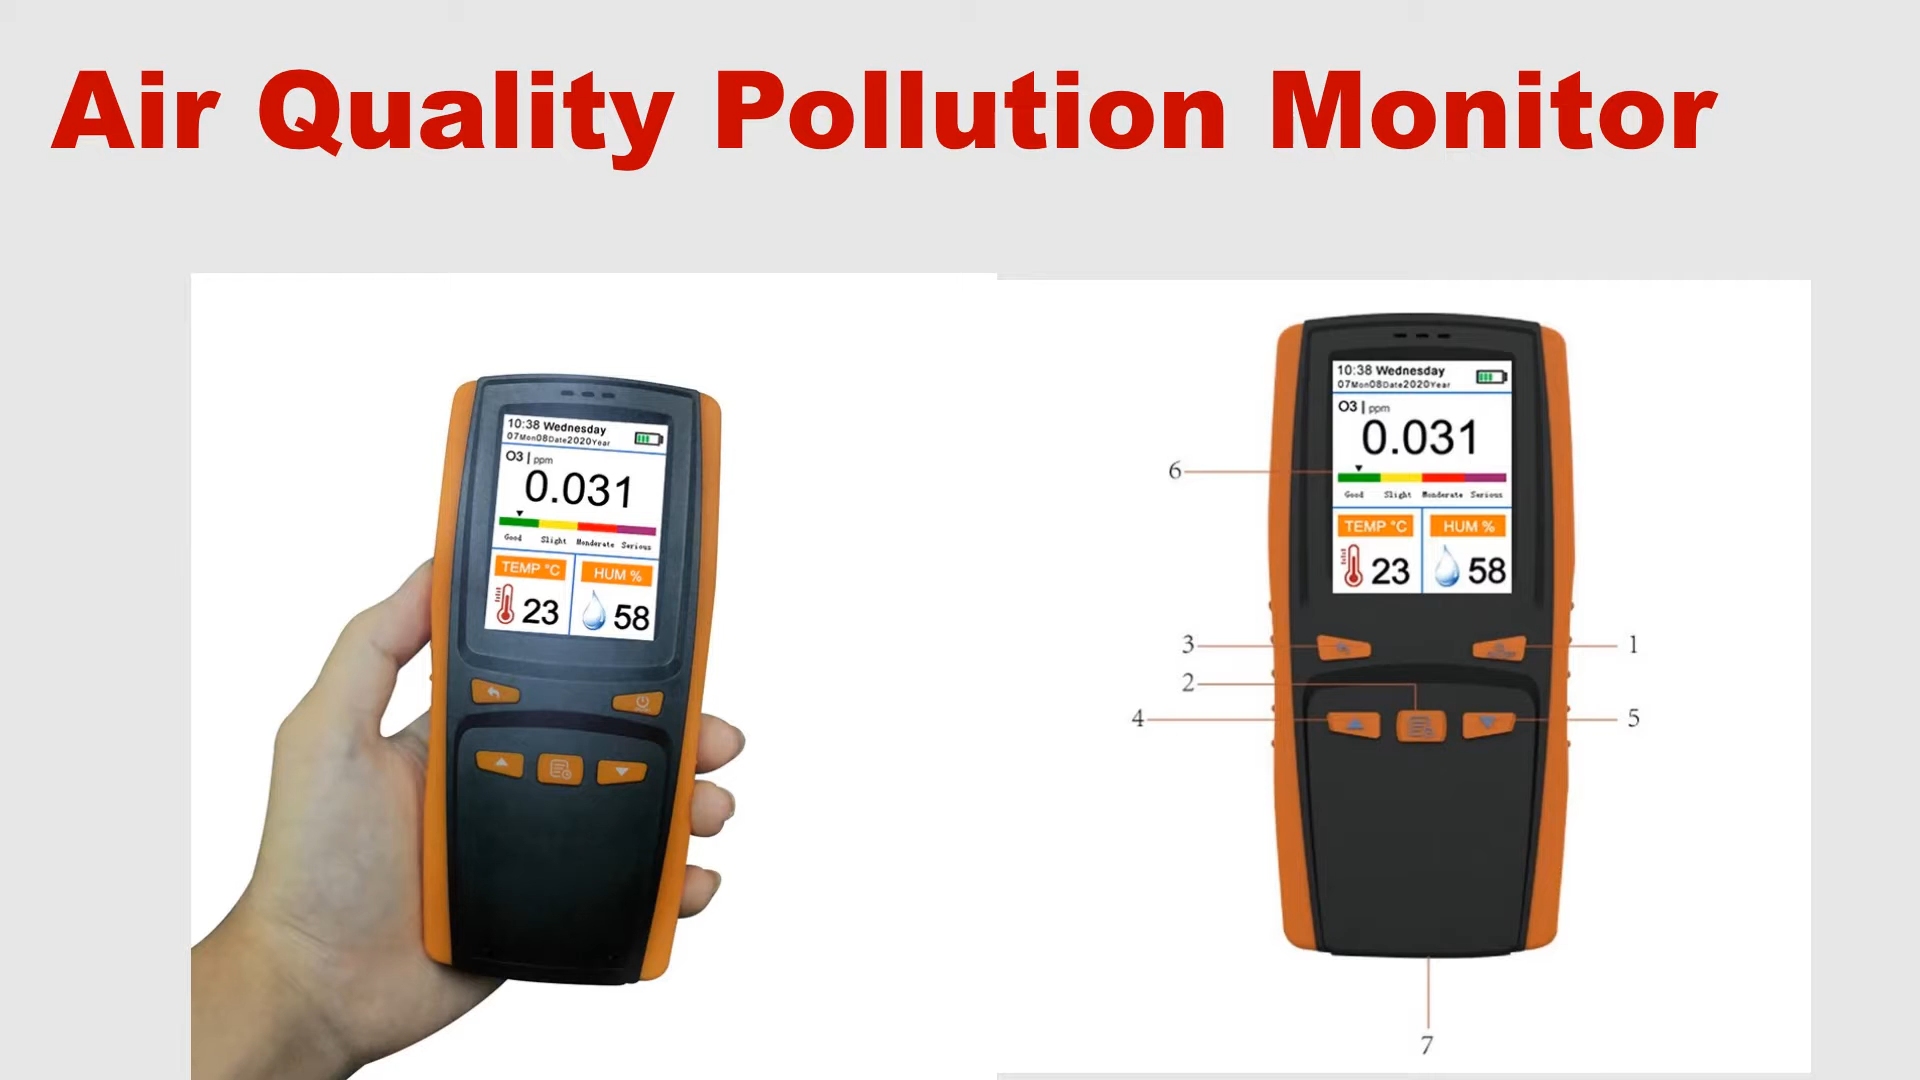 Air Quality Pollution Monitor
10:38 Wednesday
07Mon08Date2020Year
O3 | ppm
0.031
Good Slight Monderate Serious
TEMP °C HUM %
23 58
10:38 Wednesday
07Mon08Date2020Year
O3 | ppm
0.031
6
Good Slight Monderate Serious
TEMP °C HUM %
23 58
3 1
2
4 5
7